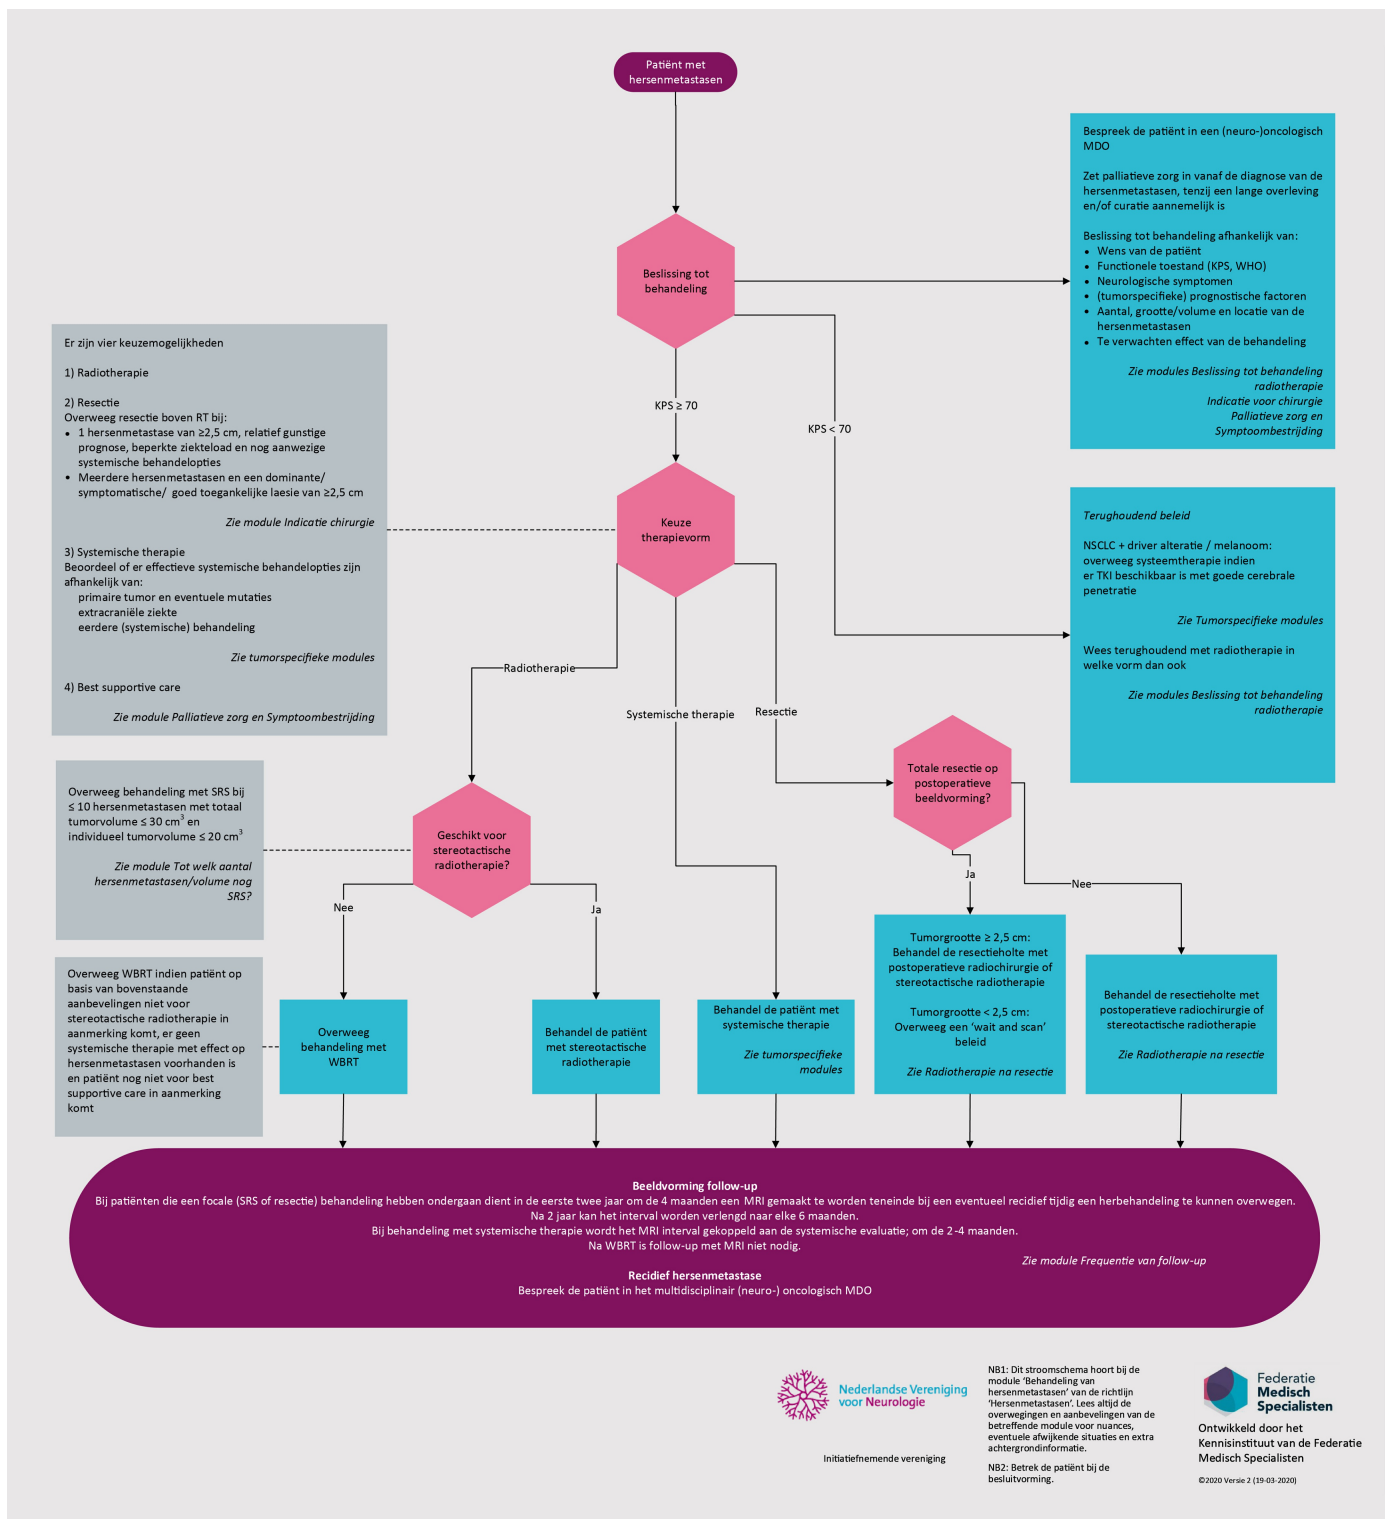 Patiënt met
hersenmetastasen
Bespreek de patiënt in een (neuro-)oncologisch
MDO
Zet palliatieve zorg in vanaf de diagnose van de
hersenmetastasen, tenzij een lange overleving
en/of curatie aannemelijk is
Beslissing tot behandeling afhankelijk van:
• Wens van de patiënt
• Functionele toestand (KPS, WHO)
• Neurologische symptomen
• (tumorspecifieke) prognostische factoren
• Aantal, grootte/volume en locatie van de
hersenmetastasen
• Te verwachten effect van de behandeling
Zie modules Beslissing tot behandeling
radiotherapie
Indicatie voor chirurgie
Palliatieve zorg en
Symptoombestrijding
Beslissing tot
behandeling
KPS ≥ 70
KPS < 70
Er zijn vier keuzemogelijkheden
1) Radiotherapie
2) Resectie
Overweeg resectie boven RT bij:
• 1 hersenmetastase van ≥2,5 cm, relatief gunstige
prognose, beperkte ziekteload en nog aanwezige
systemische behandelopties
• Meerdere hersenmetastasen en een dominante/
symptomatische/ goed toegankelijke laesie van ≥2,5 cm
Zie module Indicatie chirurgie
3) Systemische therapie
Beoordeel of er effectieve systemische behandelopties zijn
afhankelijk van:
primaire tumor en eventuele mutaties
extracraniële ziekte
eerdere (systemische) behandeling
Zie tumorspecifieke modules
4) Best supportive care
Zie module Palliatieve zorg en Symptoombestrijding
Keuze
therapievorm
Terughoudend beleid
NSCLC + driver alteratie / melanoom:
overweeg systeemtherapie indien
er TKI beschikbaar is met goede cerebrale
penetratie
Zie Tumorspecifieke modules
Wees terughoudend met radiotherapie in
welke vorm dan ook
Zie modules Beslissing tot behandeling
radiotherapie
Radiotherapie
Systemische therapie
Resectie
Totale resectie op
postoperatieve
beeldvorming?
Overweeg behandeling met SRS bij
≤ 10 hersenmetastasen met totaal
tumorvolume ≤ 30 cm³ en
individueel tumorvolume ≤ 20 cm³
Zie module Tot welk aantal
hersenmetastasen/volume nog
SRS?
Geschikt voor
stereotactische
radiotherapie?
Nee
Ja
Ja
Nee
Overweeg WBRT indien patiënt op
basis van bovenstaande
aanbevelingen niet voor
stereotactische radiotherapie in
aanmerking komt, er geen
systemische therapie met effect op
hersenmetastasen voorhanden is
en patiënt nog niet voor best
supportive care in aanmerking
komt
Overweeg
behandeling met
WBRT
Behandel de patiënt
met stereotactische
radiotherapie
Behandel de patiënt met
systemische therapie
Zie tumorspecifieke
modules
Tumorgrootte ≥ 2,5 cm:
Behandel de resectieholte met
postoperatieve radiochirurgie of
stereotactische radiotherapie
Tumorgrootte < 2,5 cm:
Overweeg een ‘wait and scan’
beleid
Zie Radiotherapie na resectie
Behandel de resectieholte met
postoperatieve radiochirurgie of
stereotactische radiotherapie
Zie Radiotherapie na resectie
Beeldvorming follow-up
Bij patiënten die een focale (SRS of resectie) behandeling hebben ondergaan dient in de eerste twee jaar om de 4 maanden een MRI gemaakt te worden teneinde bij een eventueel recidief tijdig een herbehandeling te kunnen overwegen.
Na 2 jaar kan het interval worden verlengd naar elke 6 maanden.
Bij behandeling met systemische therapie wordt het MRI interval gekoppeld aan de systemische evaluatie; om de 2-4 maanden.
Na WBRT is follow-up met MRI niet nodig.
Zie module Frequentie van follow-up
Recidief hersenmetastase
Bespreek de patiënt in het multidisciplinair (neuro-) oncologisch MDO
Nederlandse Vereniging
voor Neurologie
Initiatiefnemende vereniging
NB1: Dit stroomschema hoort bij de
module ‘Behandeling van
hersenmetastasen’ van de richtlijn
‘Hersenmetastasen’. Lees altijd de
overwegingen en aanbevelingen van de
betreffende module voor nuances,
eventuele afwijkende situaties en extra
achtergrondinformatie.
NB2: Betrek de patiënt bij de
besluitvorming.
Federatie
Medisch
Specialisten
Ontwikkeld door het
Kennisinstituut van de Federatie
Medisch Specialisten
©2020 Versie 2 (19-03-2020)